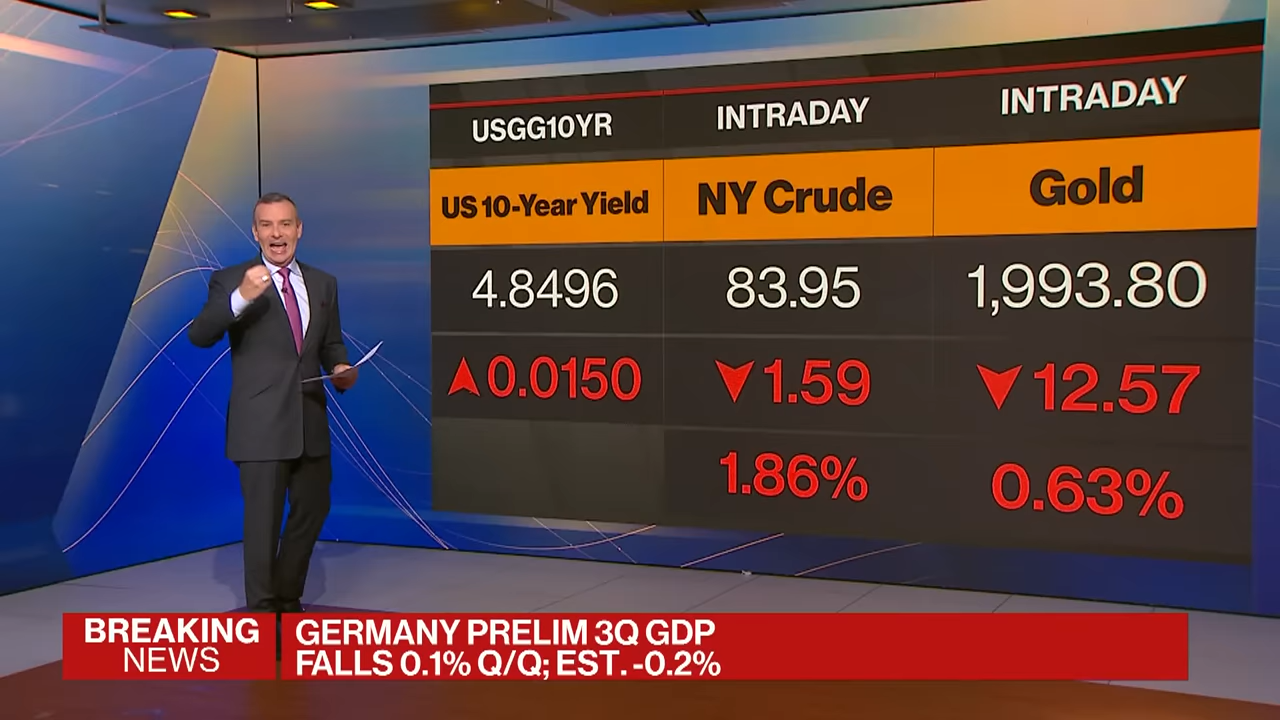 USGG10YR
INTRADAY
INTRADAY
US 10-Year Yield
NY Crude
Gold
4.8496
83.95
1,993.80
▲0.0150
▼1.59
▼12.57
1.86%
0.63%
BREAKING
NEWS
GERMANY PRELIM 3Q GDP
FALLS 0.1% Q/Q; EST. -0.2%